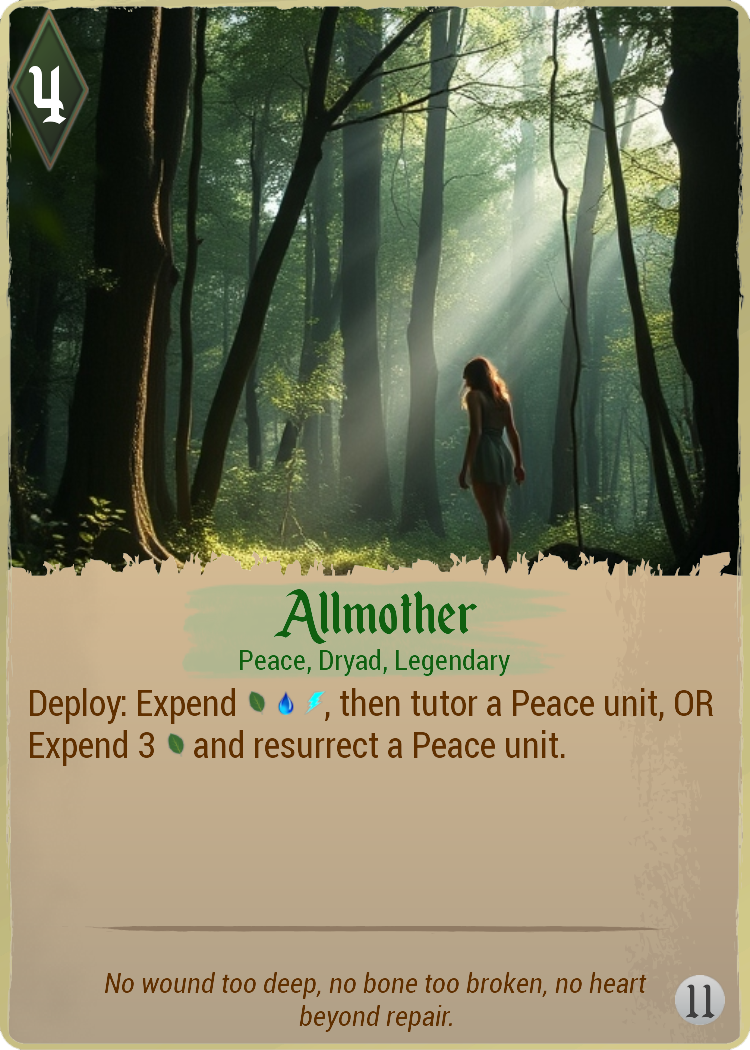 4
Allmother
Peace, Dryad, Legendary
Deploy: Expend , then tutor a Peace unit, OR
Expend 3 and resurrect a Peace unit.
No wound too deep, no bone too broken, no heart
beyond repair.
11